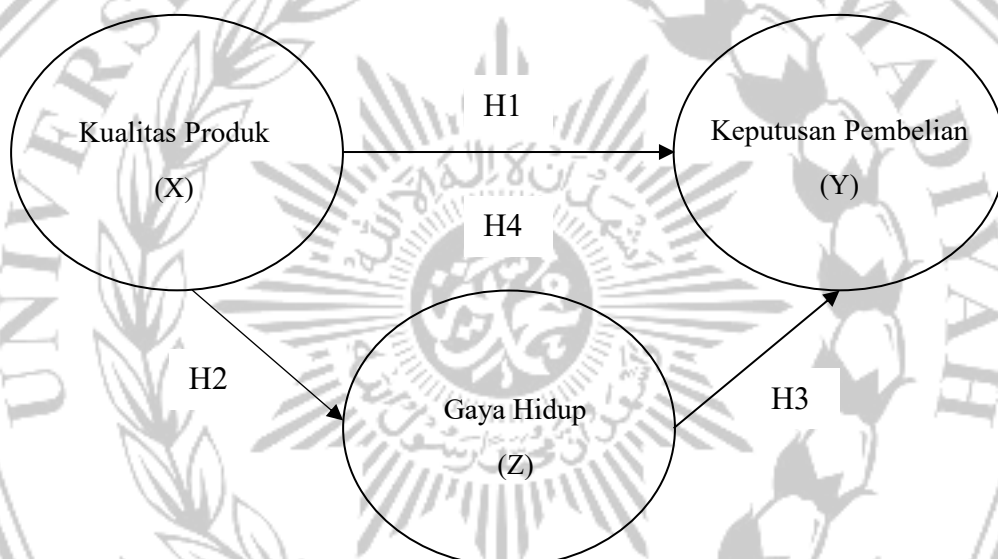 H1
Kualitas Produk
(X)
Keputusan Pembelian
(Y)
H4
H2
Gaya Hidup
(Z)
H3